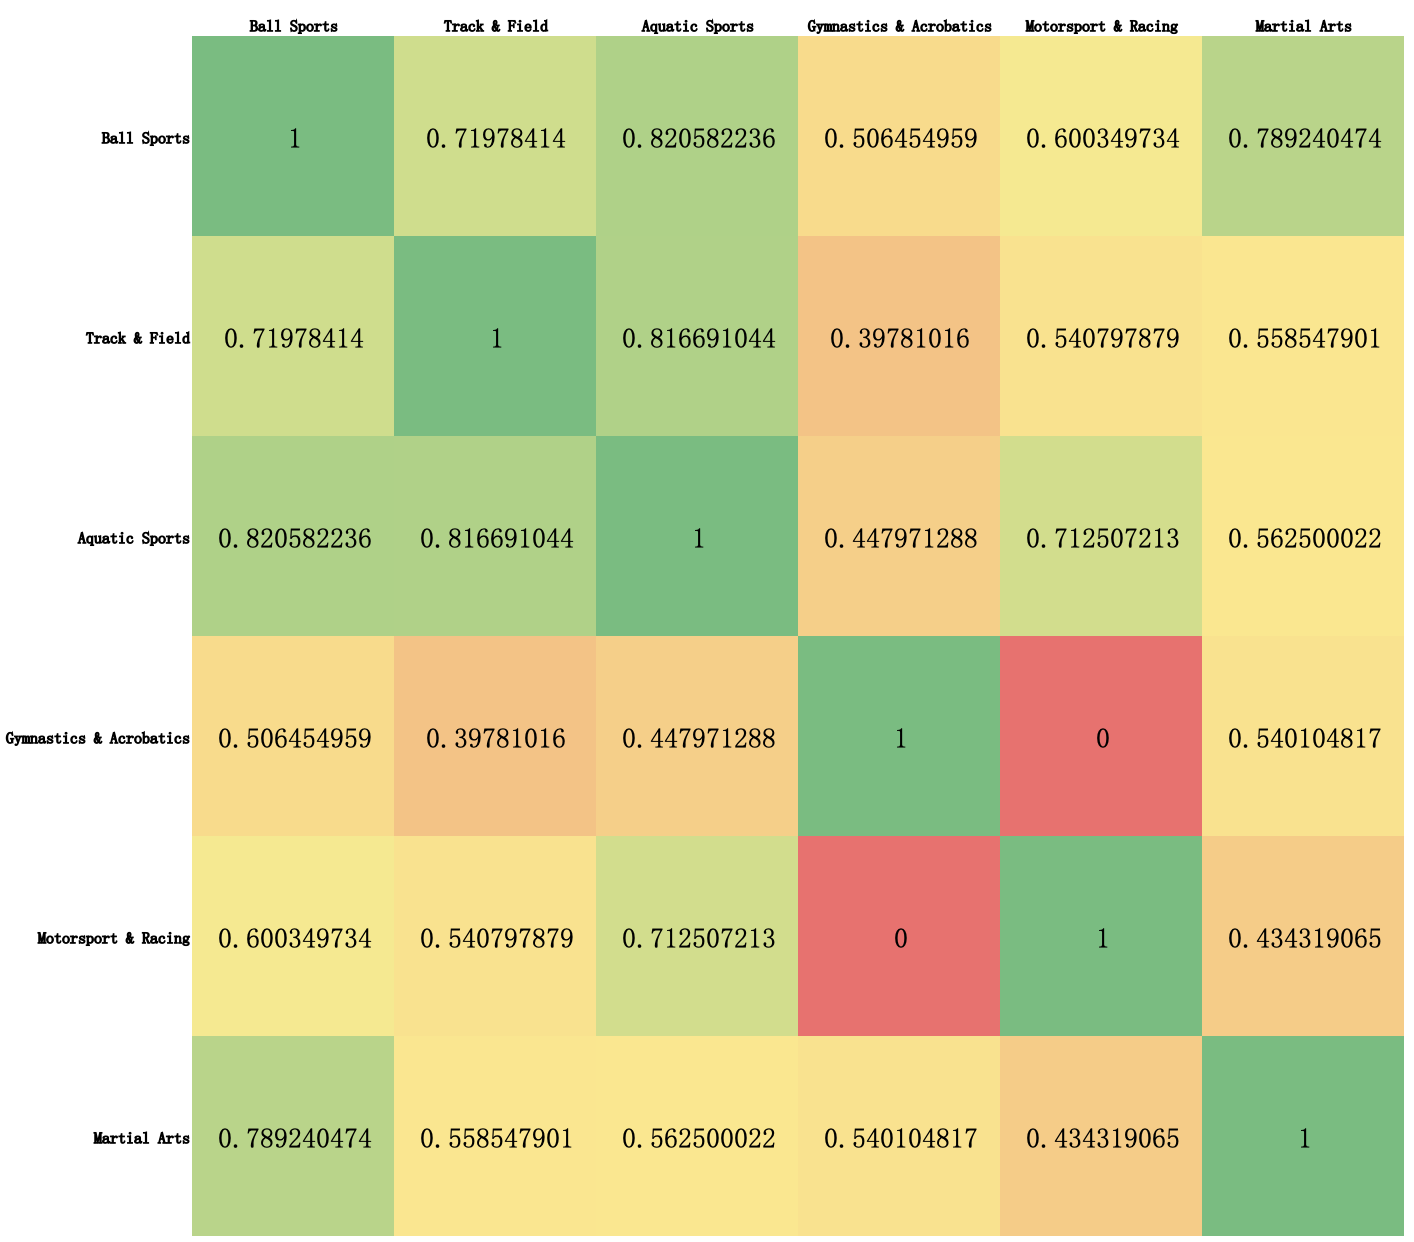 Ball Sports Track & Field Aquatic Sports Gymnastics & Acrobatics Motorsport & Racing Martial Arts
Ball Sports 1 0.71978414 0.820582236 0.506454959 0.600349734 0.789240474
Track & Field 0.71978414 1 0.816691044 0.39781016 0.540797879 0.558547901
Aquatic Sports 0.820582236 0.816691044 1 0.447971288 0.712507213 0.562500022
Gymnastics & Acrobatics 0.506454959 0.39781016 0.447971288 1 0 0.540104817
Motorsport & Racing 0.600349734 0.540797879 0.712507213 0 1 0.434319065
Martial Arts 0.789240474 0.558547901 0.562500022 0.540104817 0.434319065 1